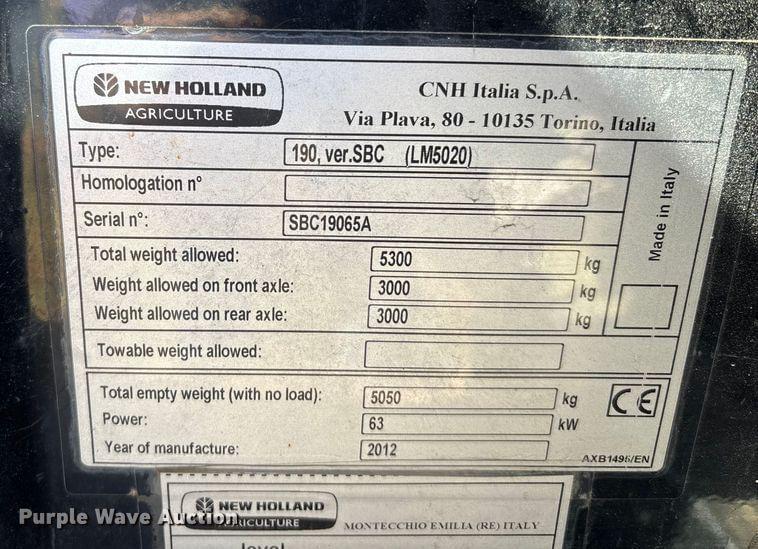 NEW HOLLAND
AGRICULTURE
CNH Italia S.p.A.
Via Plava, 80 - 10135 Torino, Italia
Type: 190, ver.SBC (LM5020)
Homologation n°
Serial n°: SBC19065A
Made in Italy
Total weight allowed: 5300 kg
Weight allowed on front axle: 3000 kg
Weight allowed on rear axle: 3000 kg
Towable weight allowed:
Total empty weight (with no load): 5050 kg
Power: 63 kW
Year of manufacture: 2012
CE
AXB1496/EN
NEW HOLLAND
AGRICULTURE
MONTECCHIO EMILIA (RE) ITALY
Purple Wave Auction
level